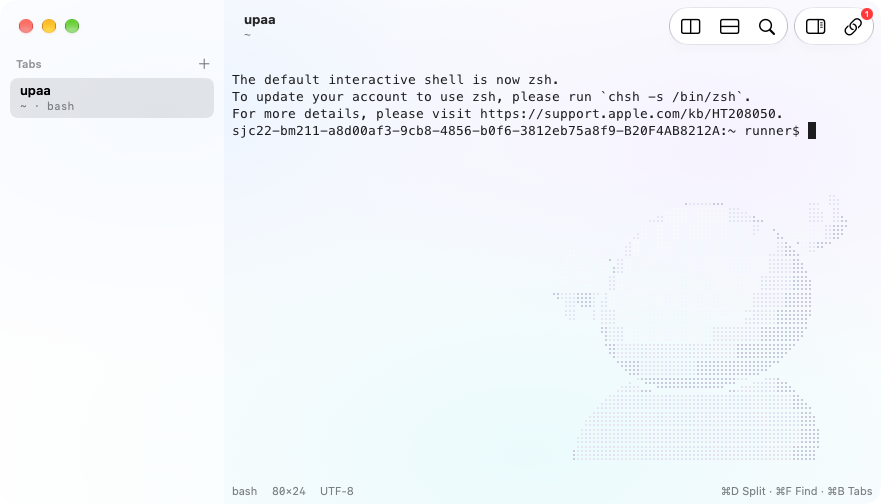 upaa
~
1
Tabs
upaa
~ · bash
The default interactive shell is now zsh.
To update your account to use zsh, please run `chsh -s /bin/zsh`.
For more details, please visit https://support.apple.com/kb/HT208050.
sjc22-bm211-a8d00af3-9cb8-4856-b0f6-3812eb75a8f9-B20F4AB8212A:~ runner$
bash 80×24 UTF-8
⌘D Split · ⌘F Find · ⌘B Tabs